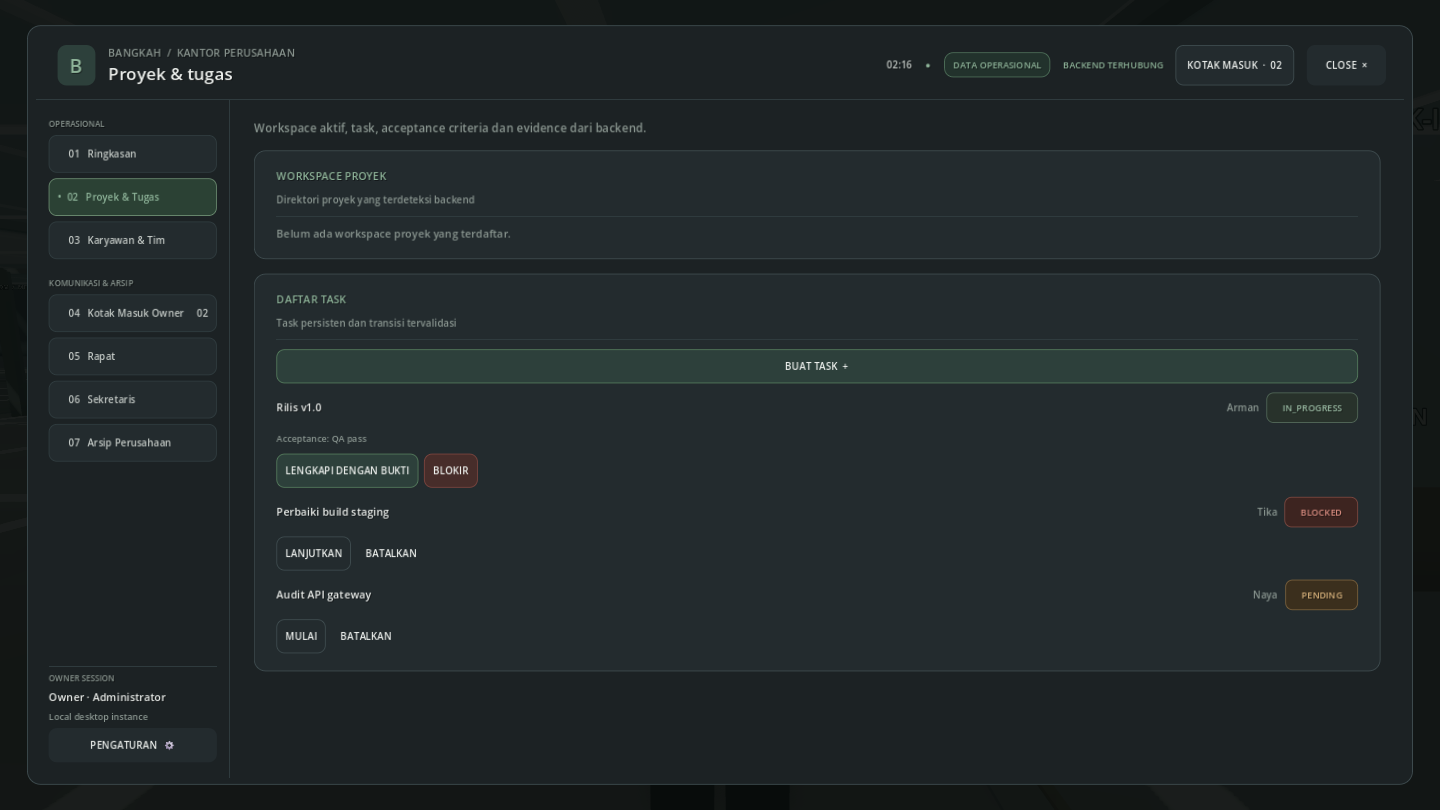 B
BANGKAH / KANTOR PERUSAHAAN
Proyek & tugas
02:16 • DATA OPERASIONAL BACKEND TERHUBUNG KOTAK MASUK · 02 CLOSE ×
OPERASIONAL
01 Ringkasan
• 02 Proyek & Tugas
03 Karyawan & Tim
KOMUNIKASI & ARSIP
04 Kotak Masuk Owner 02
05 Rapat
06 Sekretaris
07 Arsip Perusahaan
OWNER SESSION
Owner · Administrator
Local desktop instance
PENGATURAN ⚙
Workspace aktif, task, acceptance criteria dan evidence dari backend.
WORKSPACE PROYEK
Direktori proyek yang terdeteksi backend
Belum ada workspace proyek yang terdaftar.
DAFTAR TASK
Task persisten dan transisi tervalidasi
BUAT TASK +
Rilis v1.0 Arman IN_PROGRESS
Acceptance: QA pass
LENGKAPI DENGAN BUKTI BLOKIR
Perbaiki build staging Tika BLOCKED
LANJUTKAN BATALKAN
Audit API gateway Naya PENDING
MULAI BATALKAN